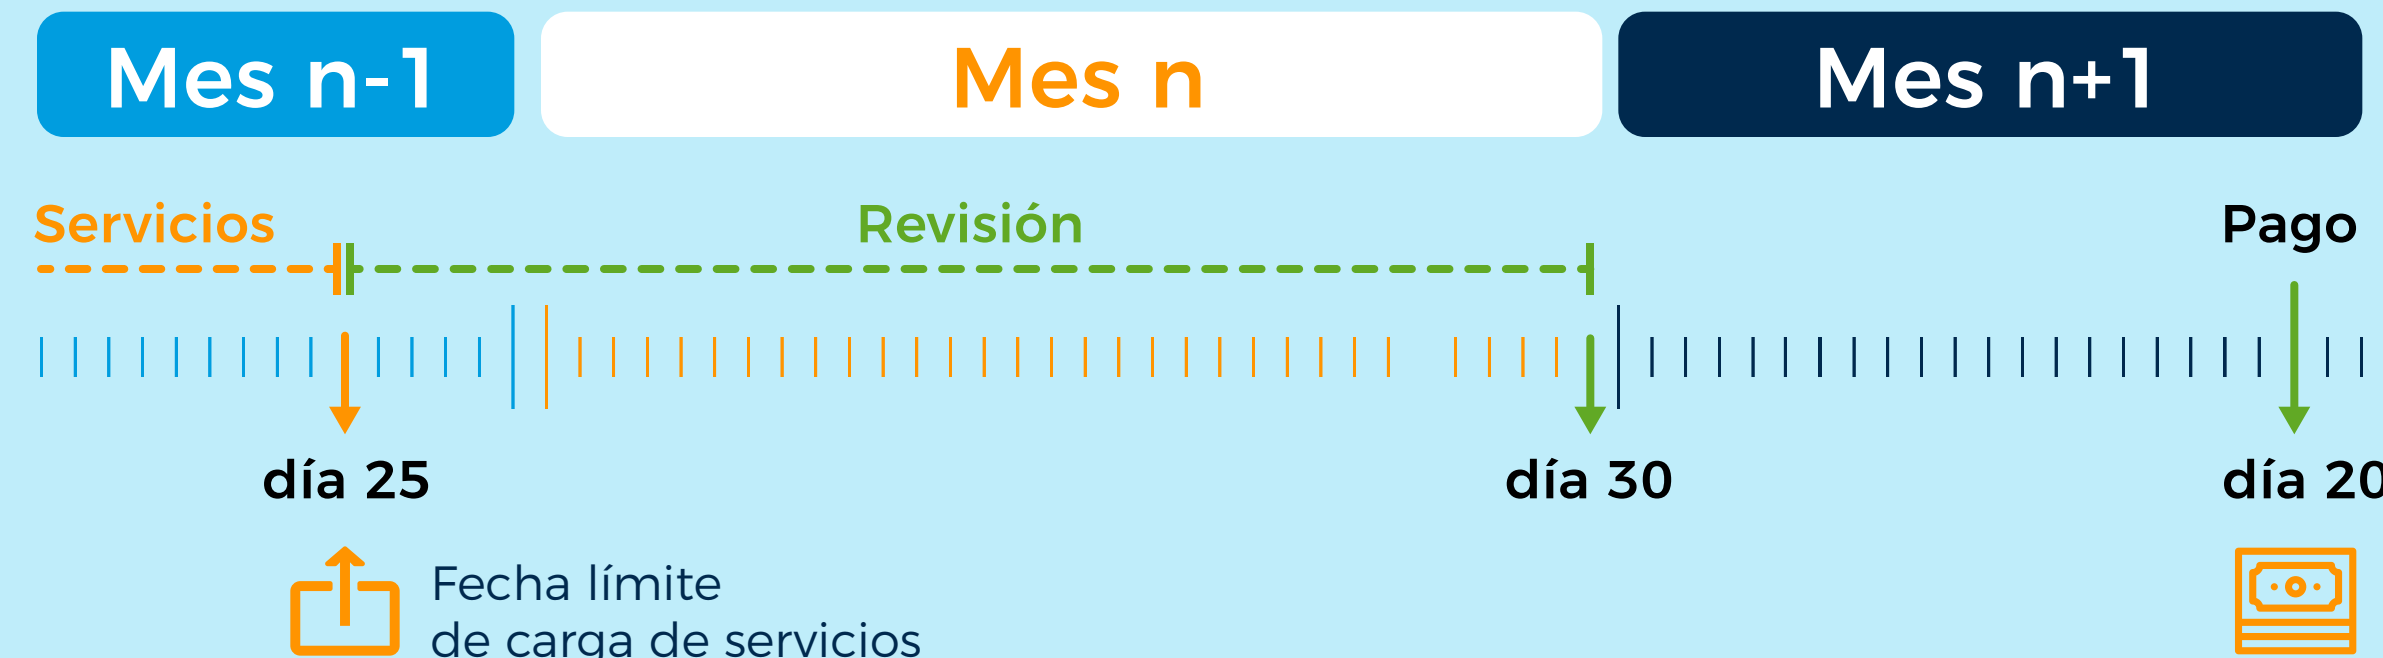 Mes n-1
Mes n
Mes n+1
Servicios
Revisión
Pago
día 25
día 30
día 20
Fecha límite
de carga de servicios